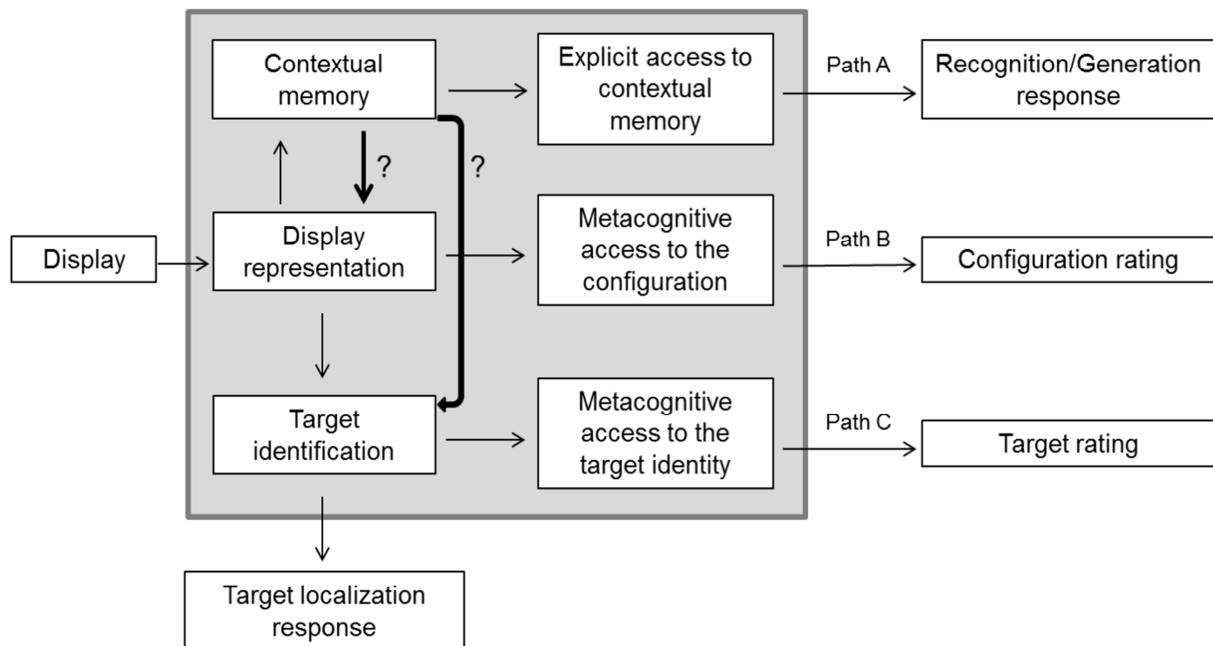 Contextual
memory
Explicit access to
contextual
memory
Path A
Recognition/Generation
response
?
?
Display
Display
representation
Metacognitive
access to the
configuration
Path B
Configuration rating
Target
identification
Metacognitive
access to the
target identity
Path C
Target rating
Target localization
response